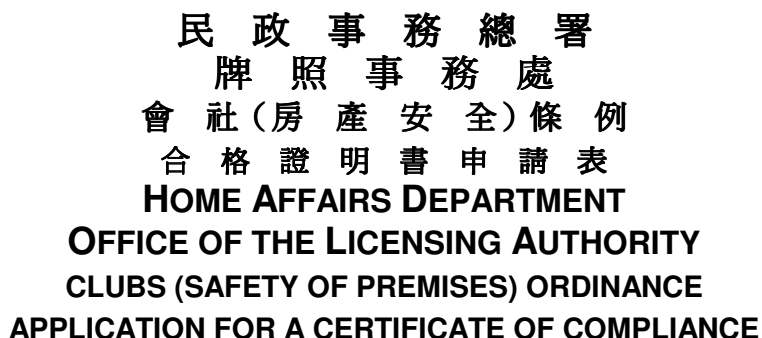 民政事務總署
牌照事務處
會社(房產安全)條例
合格證明書申請表
HOME AFFAIRS DEPARTMENT
OFFICE OF THE LICENSING AUTHORITY
CLUBS (SAFETY OF PREMISES) ORDINANCE
APPLICATION FOR A CERTIFICATE OF COMPLIANCE